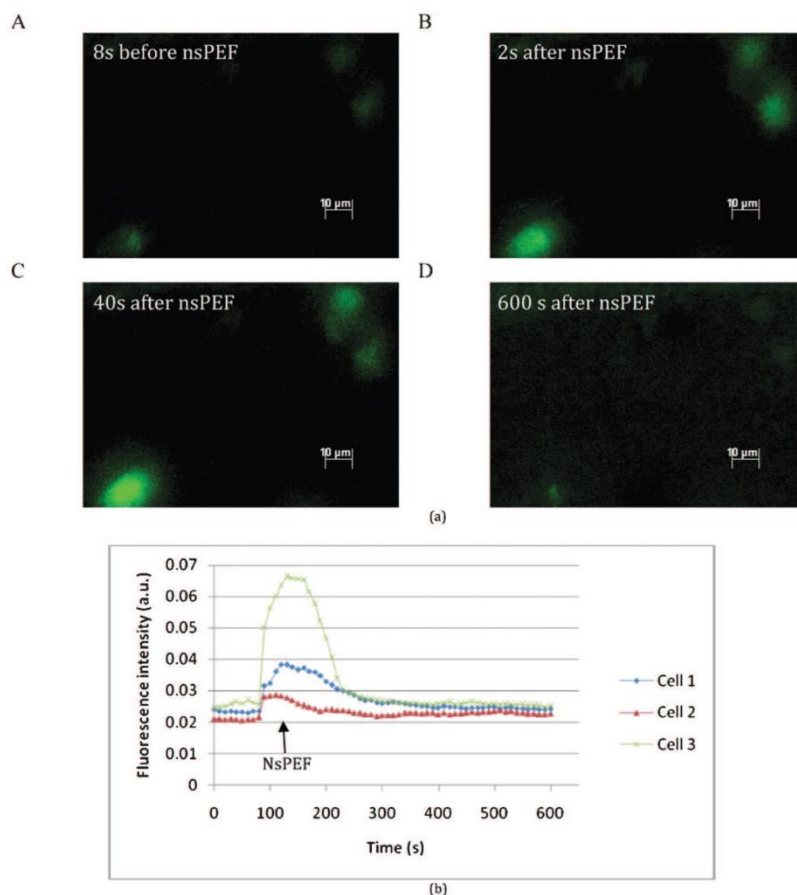 A
B
8s before nsPEF
2s after nsPEF
10 µm
10 µm
C
D
40s after nsPEF
600 s after nsPEF
10 µm
10 µm
(a)
Fluorescence intensity (a.u.)
0.07
0.06
0.05
0.04
0.03
0.02
0.01
0
NsPEF
0 100 200 300 400 500 600
Time (s)
Cell 1
Cell 2
Cell 3
(b)